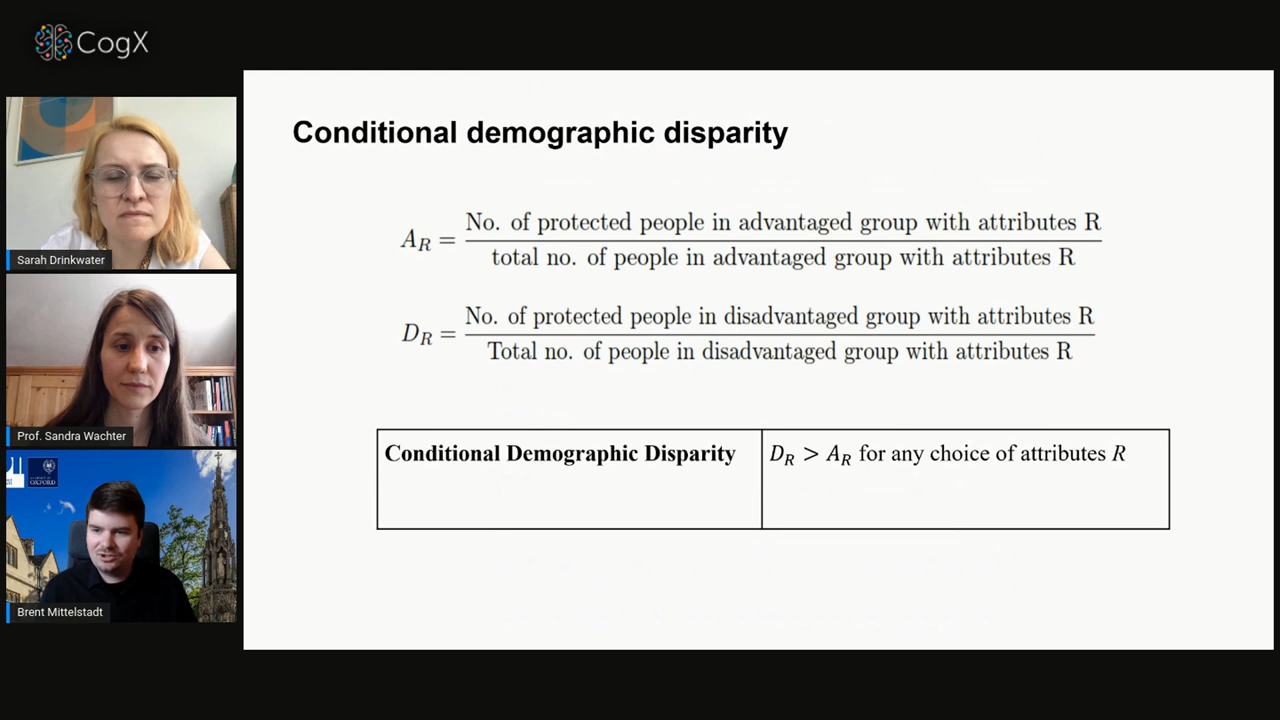 CogX
Sarah Drinkwater
Prof. Sandra Wachter
OXFORD
Brent Mittelstadt
Conditional demographic disparity
A_R = No. of protected people in advantaged group with attributes R
total no. of people in advantaged group with attributes R
D_R = No. of protected people in disadvantaged group with attributes R
Total no. of people in disadvantaged group with attributes R
Conditional Demographic Disparity
D_R > A_R for any choice of attributes R